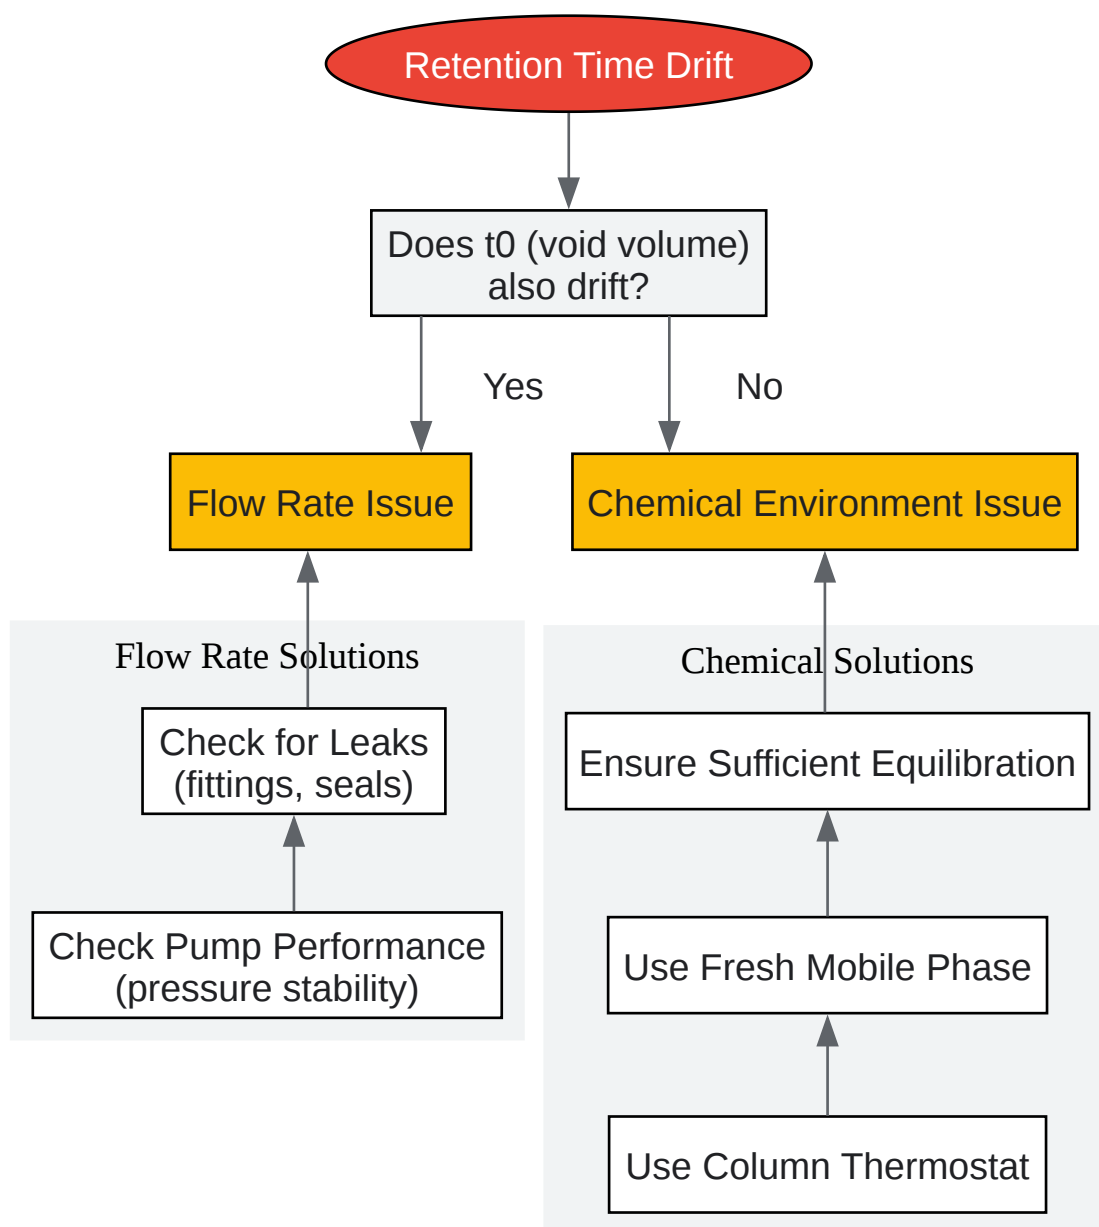 Retention Time Drift
Does t0 (void volume)
also drift?
Yes
No
Flow Rate Issue
Chemical Environment Issue
Flow Rate Solutions
Check for Leaks
(fittings, seals)
Check Pump Performance
(pressure stability)
Chemical Solutions
Ensure Sufficient Equilibration
Use Fresh Mobile Phase
Use Column Thermostat